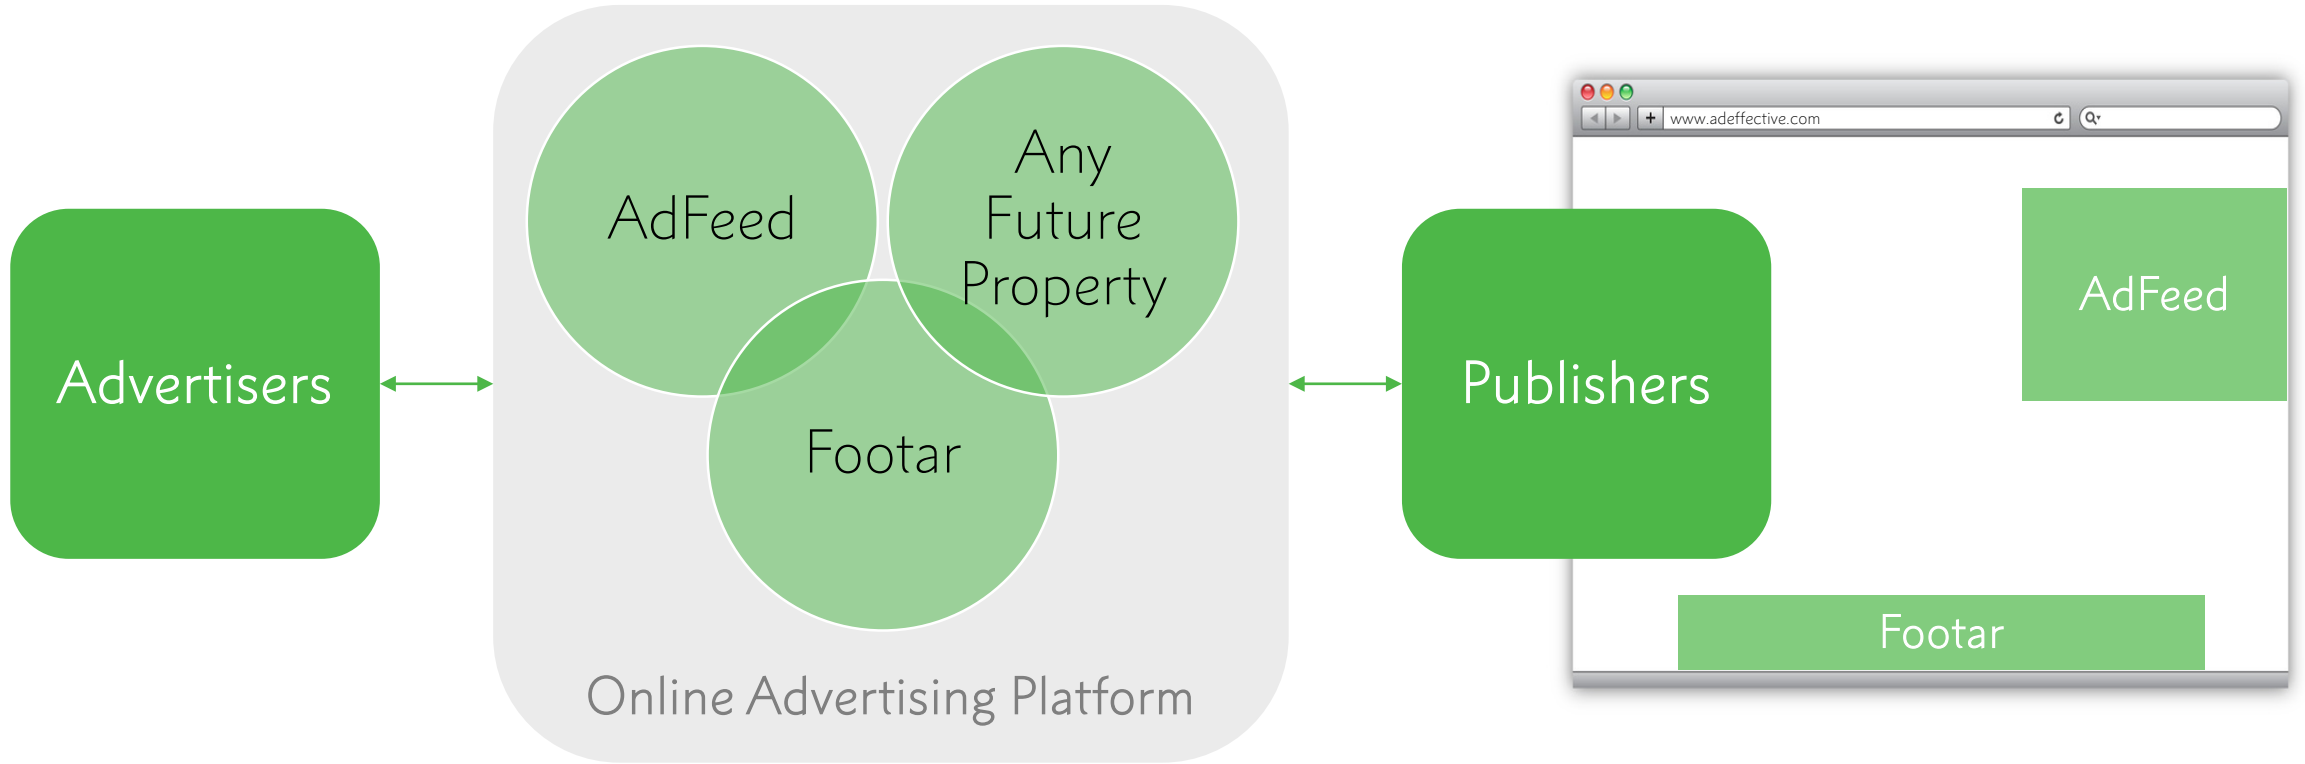 Advertisers
AdFeed
Any
Future
Property
Footar
Online Advertising Platform
Publishers
www.adeffective.com
AdFeed
Footar